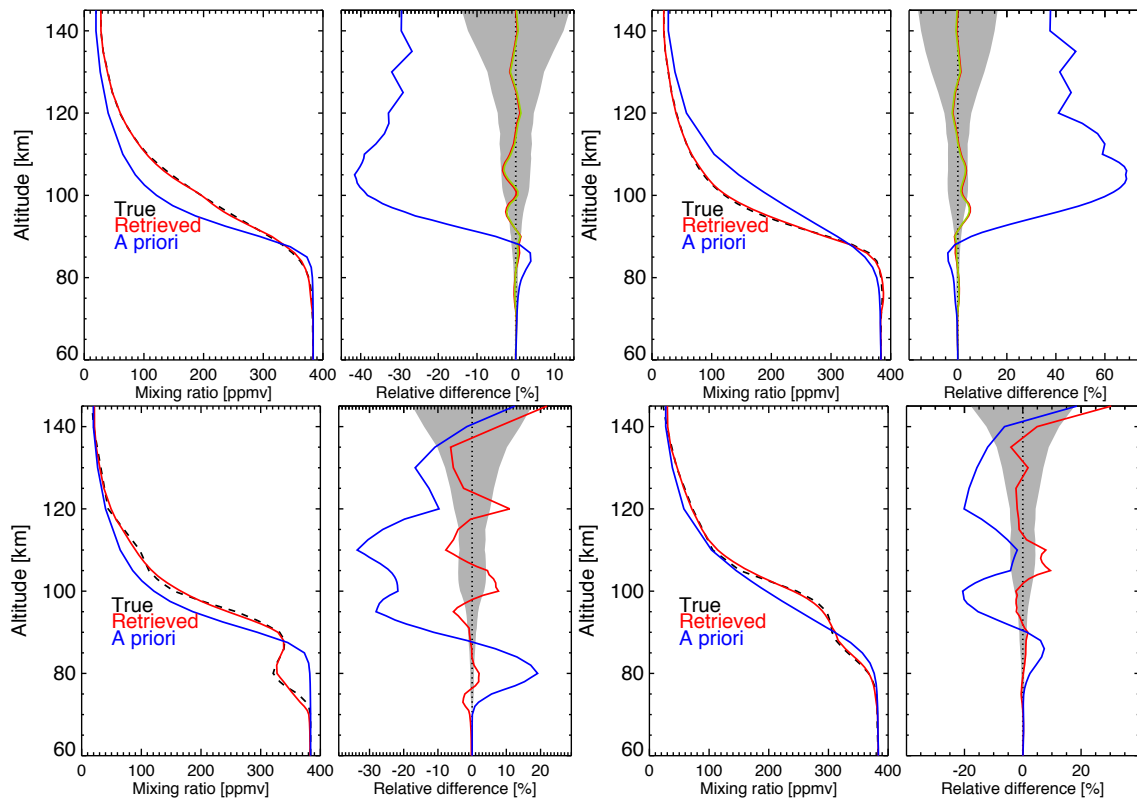 140
120
100
80
60
Altitude [km]
True
Retrieved
A priori
0 100 200 300 400
Mixing ratio [ppmv]
-40 -30 -20 -10 0 10
Relative difference [%]
140
120
100
80
60
Altitude [km]
True
Retrieved
A priori
0 100 200 300 400
Mixing ratio [ppmv]
0 20 40 60
Relative difference [%]
140
120
100
80
60
Altitude [km]
True
Retrieved
A priori
0 100 200 300 400
Mixing ratio [ppmv]
-30 -20 -10 0 10 20
Relative difference [%]
140
120
100
80
60
Altitude [km]
True
Retrieved
A priori
0 100 200 300 400
Mixing ratio [ppmv]
-20 0 20
Relative difference [%]